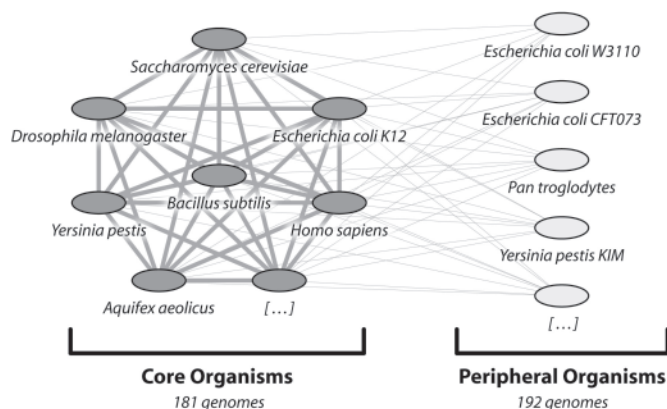 Saccharomyces cerevisiae
Escherichia coli W3110
Drosophila melanogaster
Escherichia coli K12
Escherichia coli CFT073
Bacillus subtilis
Pan troglodytes
Yersinia pestis
Homo sapiens
Yersinia pestis KIM
Aquifex aeolicus
[...]
[...]
Core Organisms
Peripheral Organisms
181 genomes
192 genomes